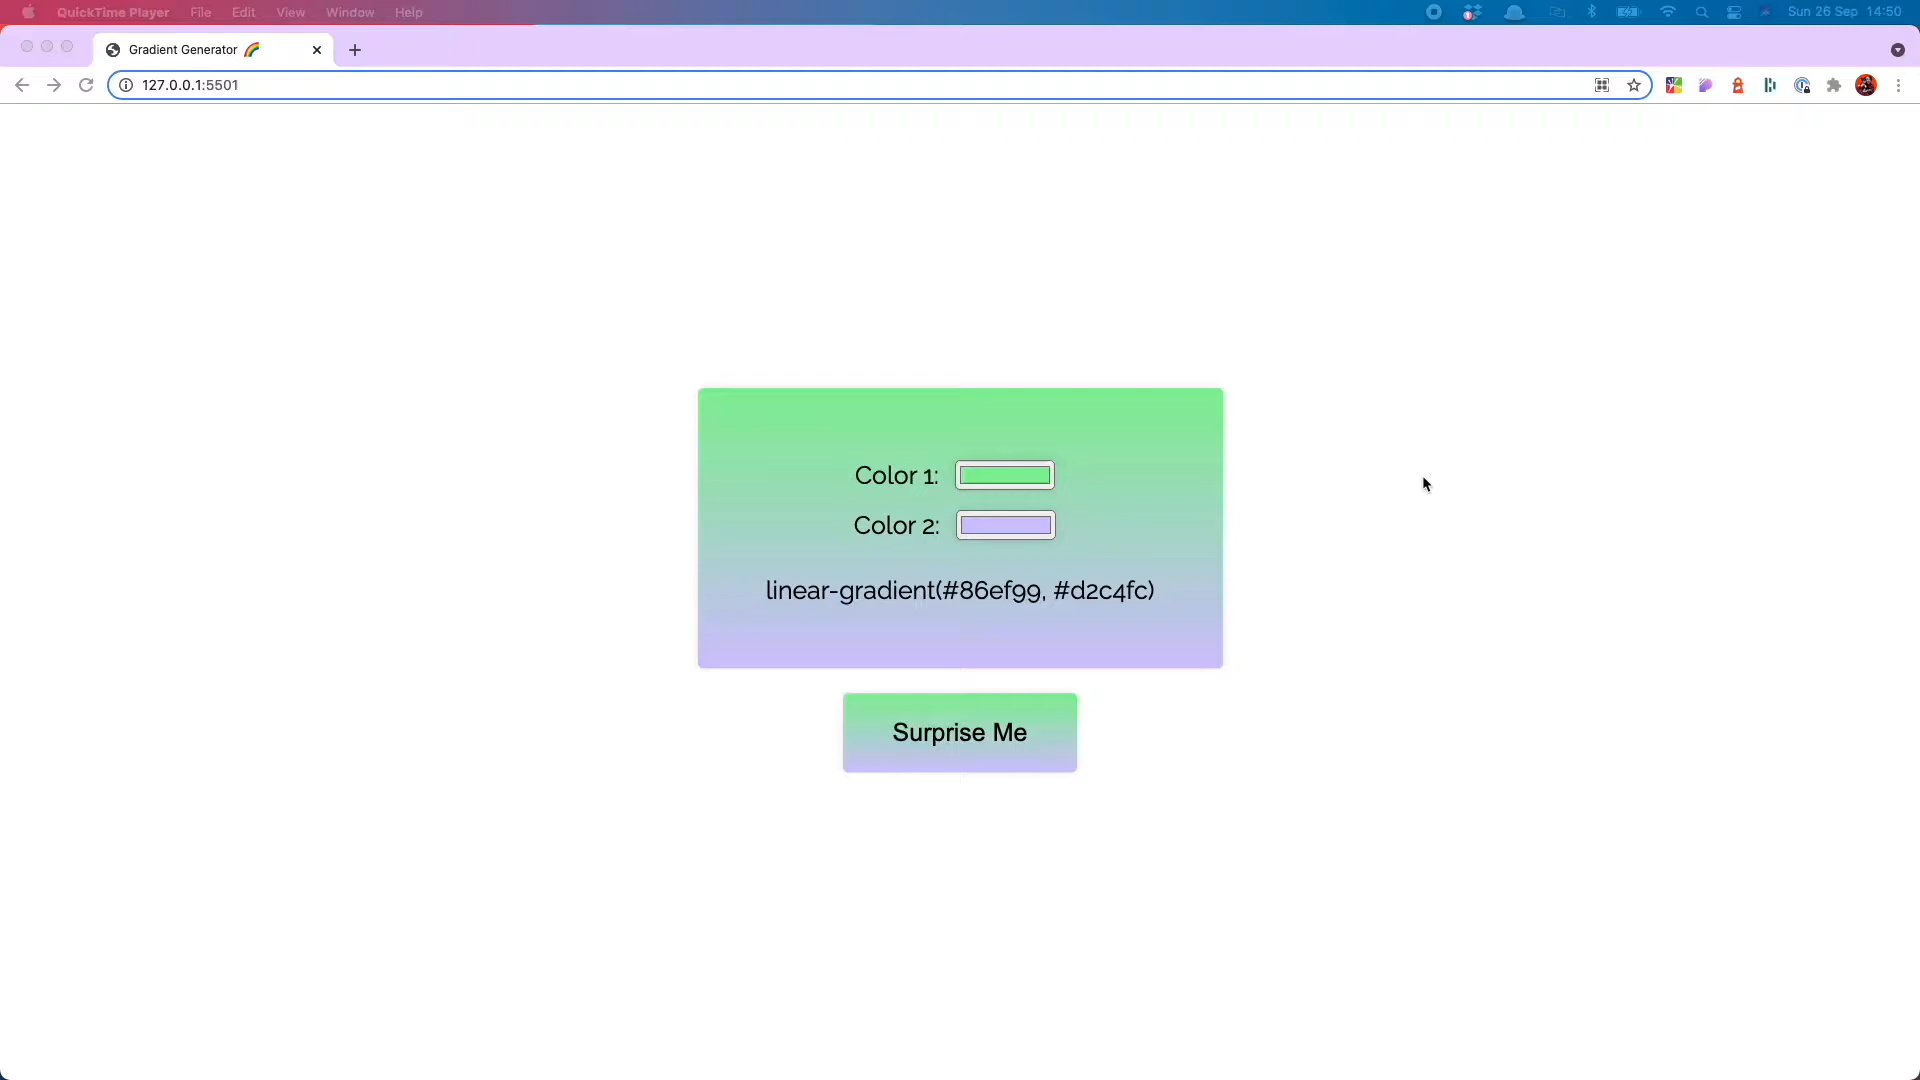 QuickTime Player File Edit View Window Help Sun 26 Sep 14:50
Gradient Generator 🌈
127.0.0.1:5501
Color 1:
Color 2:
linear-gradient(#86ef99, #d2c4fc)
Surprise Me